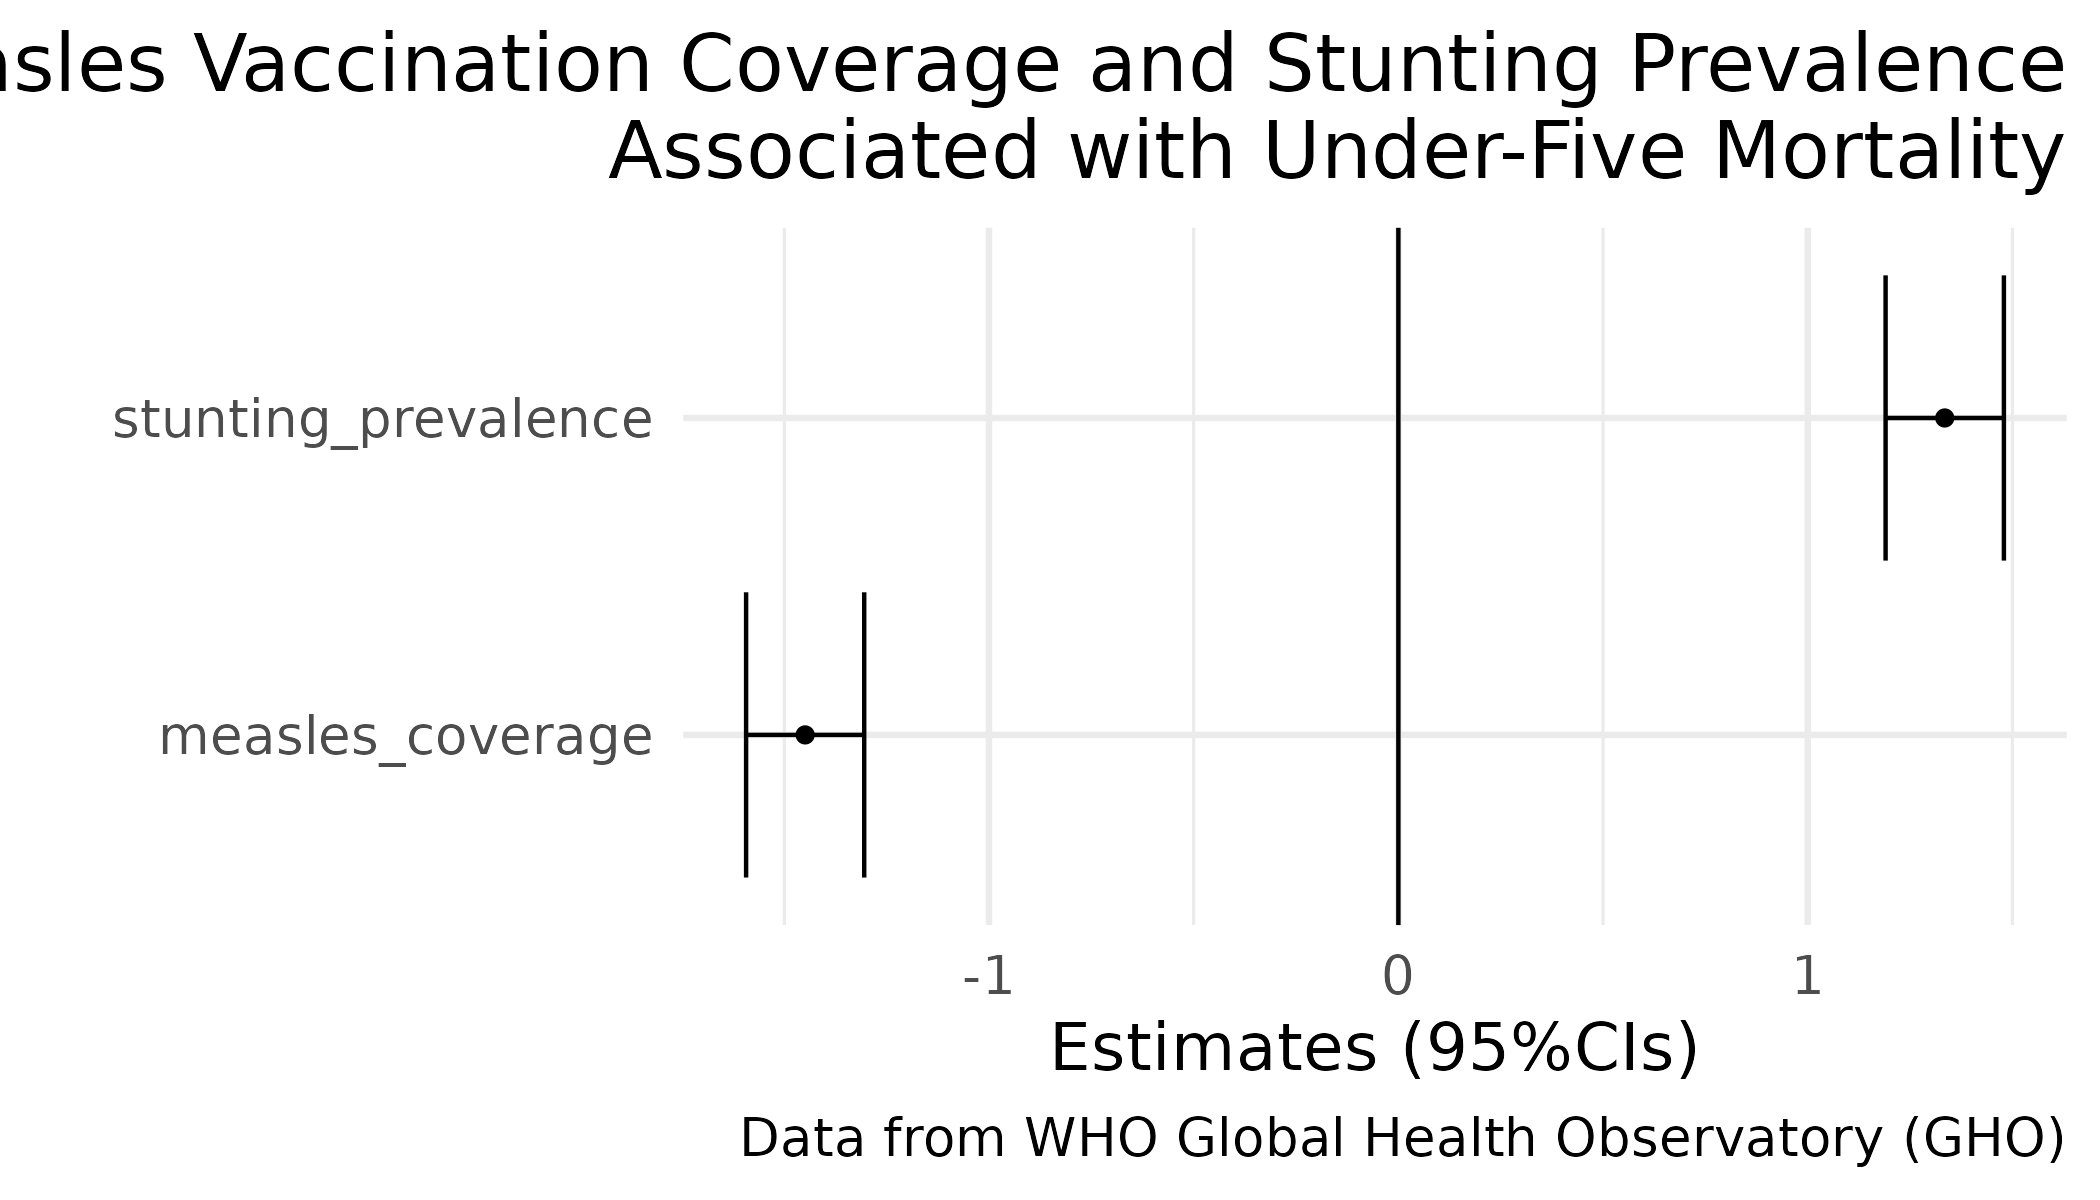 Vaccination Coverage and Stunting Prevalence
Associated with Under-Five Mortality
stunting_prevalence
measles_coverage
-1 0 1
Estimates (95%CIs)
Data from WHO Global Health Observatory (GHO)